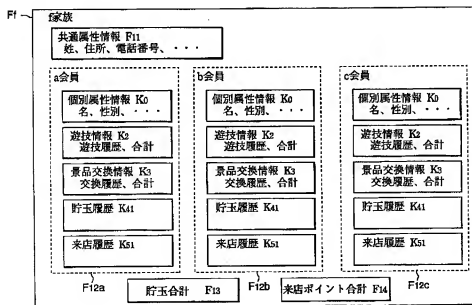 Ff
f家族
共通属性情報 F11
姓、住所、電話番号、・・・
a会員
個別属性情報 K0
名、性別、・・・
遊技情報 K2
遊技履歴、合計
景品交換情報 K3
交換履歴、合計
貯玉履歴 K41
来店履歴 K51
b会員
個別属性情報 K0
名、性別、・・・
遊技情報 K2
遊技履歴、合計
景品交換情報 K3
交換履歴、合計
貯玉履歴 K41
来店履歴 K51
c会員
個別属性情報 K0
名、性別、・・・
遊技情報 K2
遊技履歴、合計
景品交換情報 K3
交換履歴、合計
貯玉履歴 K41
来店履歴 K51
F12a
貯玉合計 F13
F12b
来店ポイント合計 F14
F12c